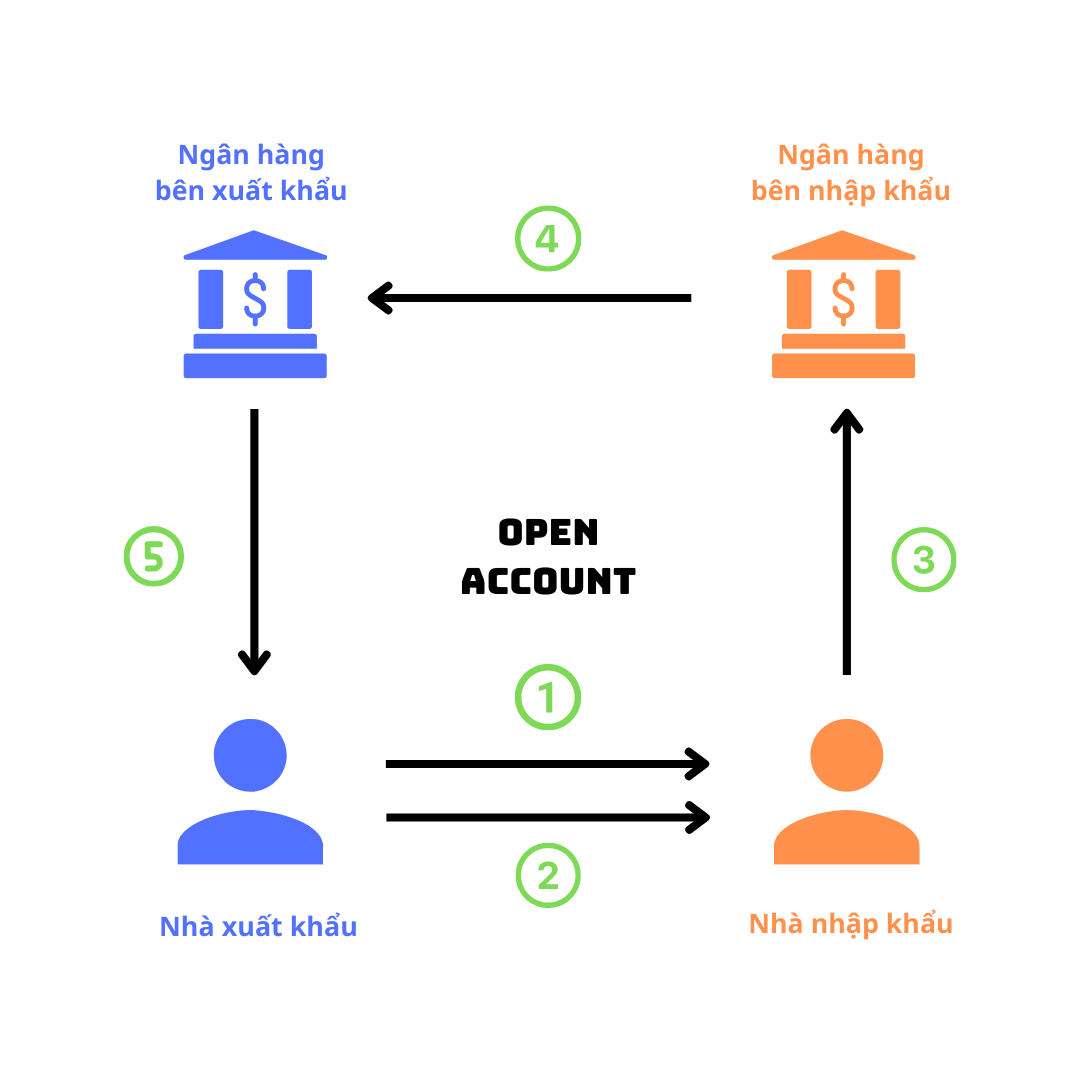 Ngân hàng
bên xuất khẩu
Ngân hàng
bên nhập khẩu
4
$
$
5
OPEN
ACCOUNT
3
1
2
Nhà xuất khẩu
Nhà nhập khẩu